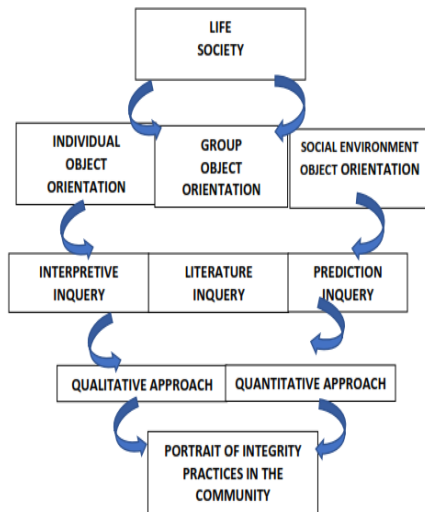 LIFE
SOCIETY
INDIVIDUAL
OBJECT
ORIENTATION
GROUP
OBJECT
ORIENTATION
SOCIAL ENVIRONMENT
OBJECT ORIENTATION
INTERPRETIVE
INQUERY
LITERATURE
INQUERY
PREDICTION
INQUERY
QUALITATIVE APPROACH
QUANTITATIVE APPROACH
PORTRAIT OF INTEGRITY
PRACTICES IN THE
COMMUNITY